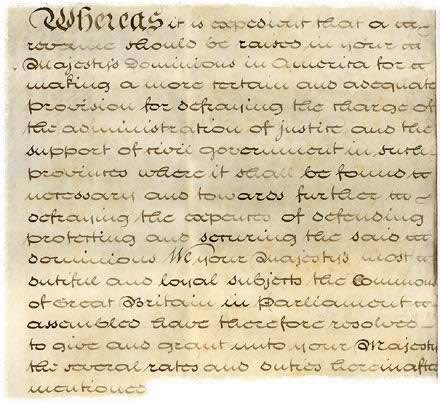 Whereas it is expedient that a
revenue should be raised in your
Majesty's Dominions in America for
making a more certain and adequate
provision for defraying the charge of
the administration of justice and the
support of civil government in such
provinces where it shall be found
necessary and towards further
defraying the expences of defending
protecting and securing the said
dominions We your Majesty's most
dutiful and loyal subjects the Commons
of Great Britain in Parliament
assembled have therefore resolved
to give and grant unto your Majesty
the several rates and duties hereinafte
mentioned